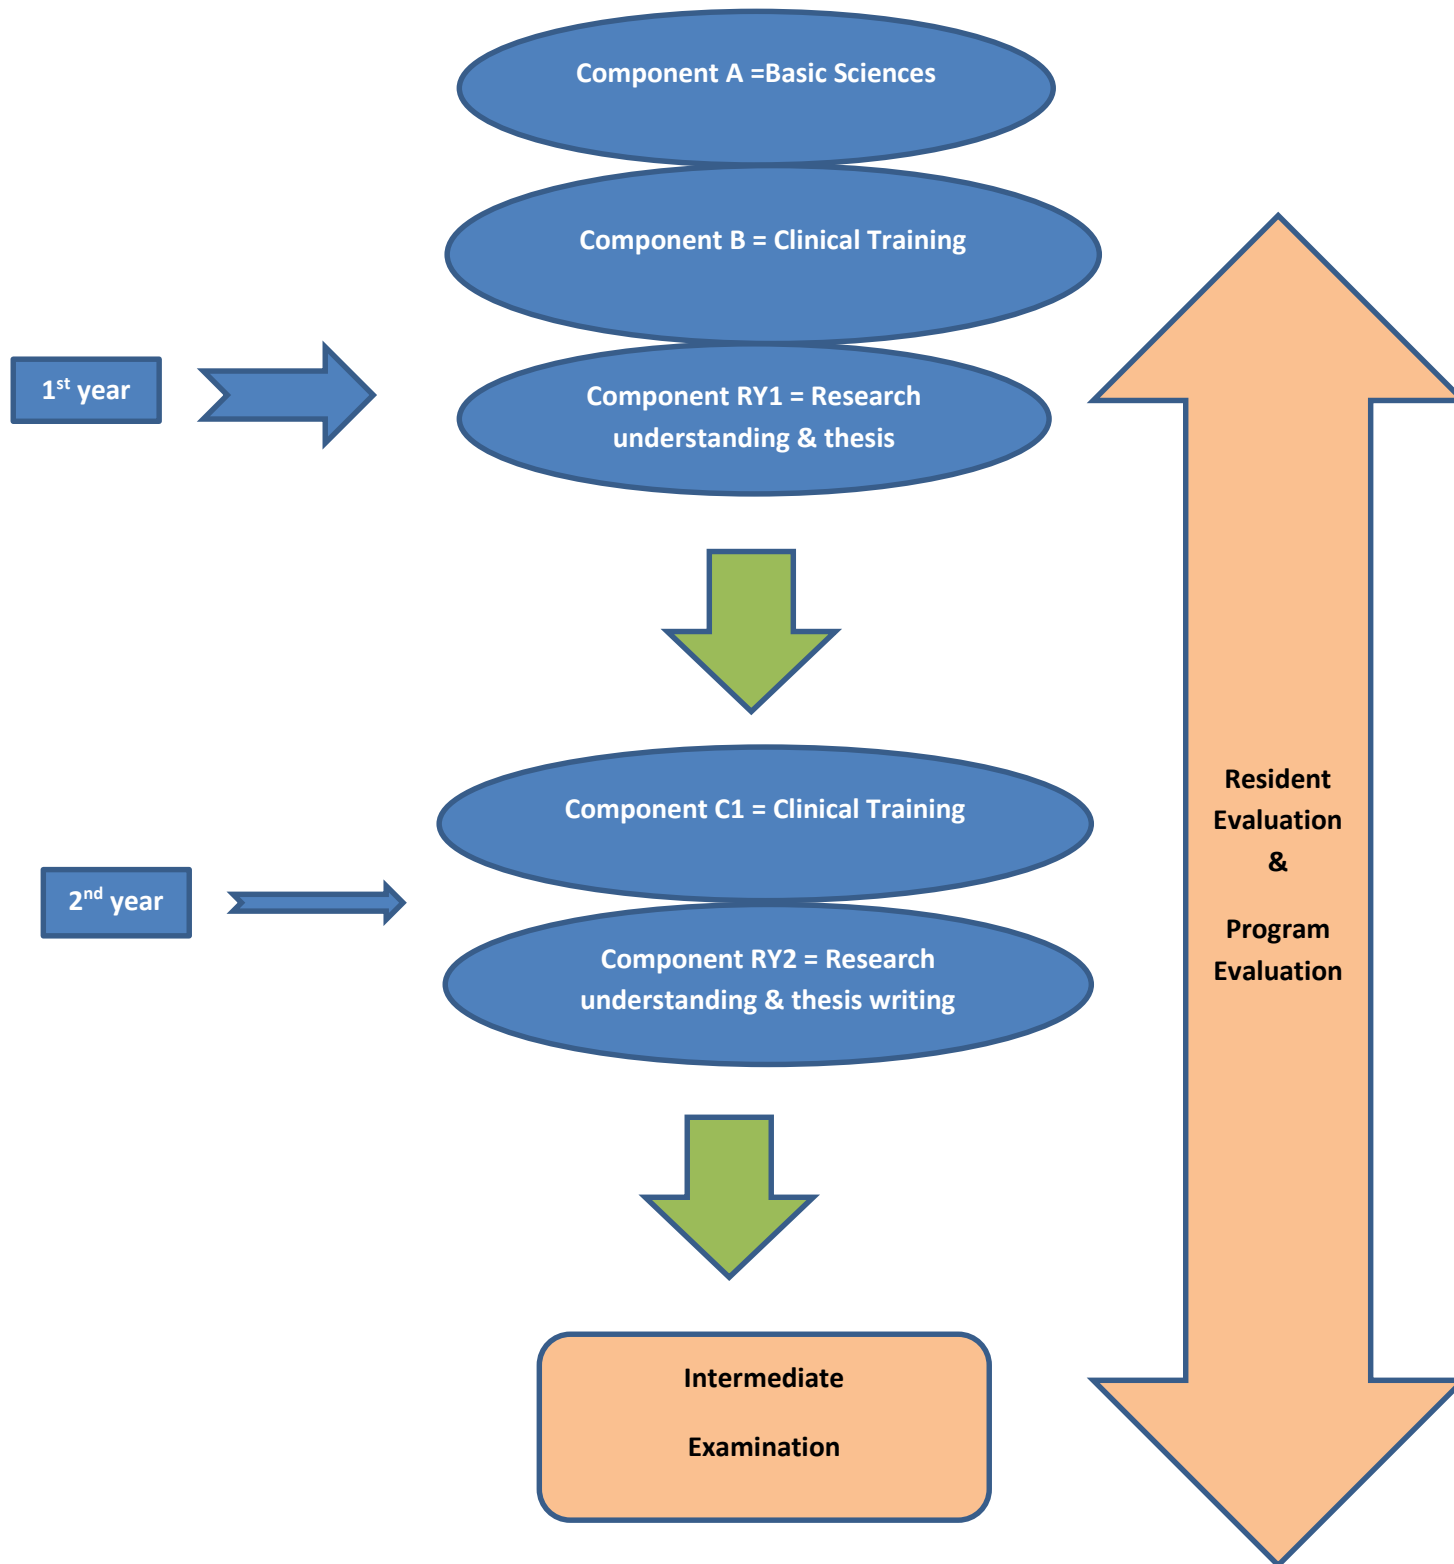 Component A =Basic Sciences
Component B = Clinical Training
1st year
Component RY1 = Research
understanding & thesis
Component C1 = Clinical Training
2nd year
Component RY2 = Research
understanding & thesis writing
Resident
Evaluation
&
Program
Evaluation
Intermediate
Examination